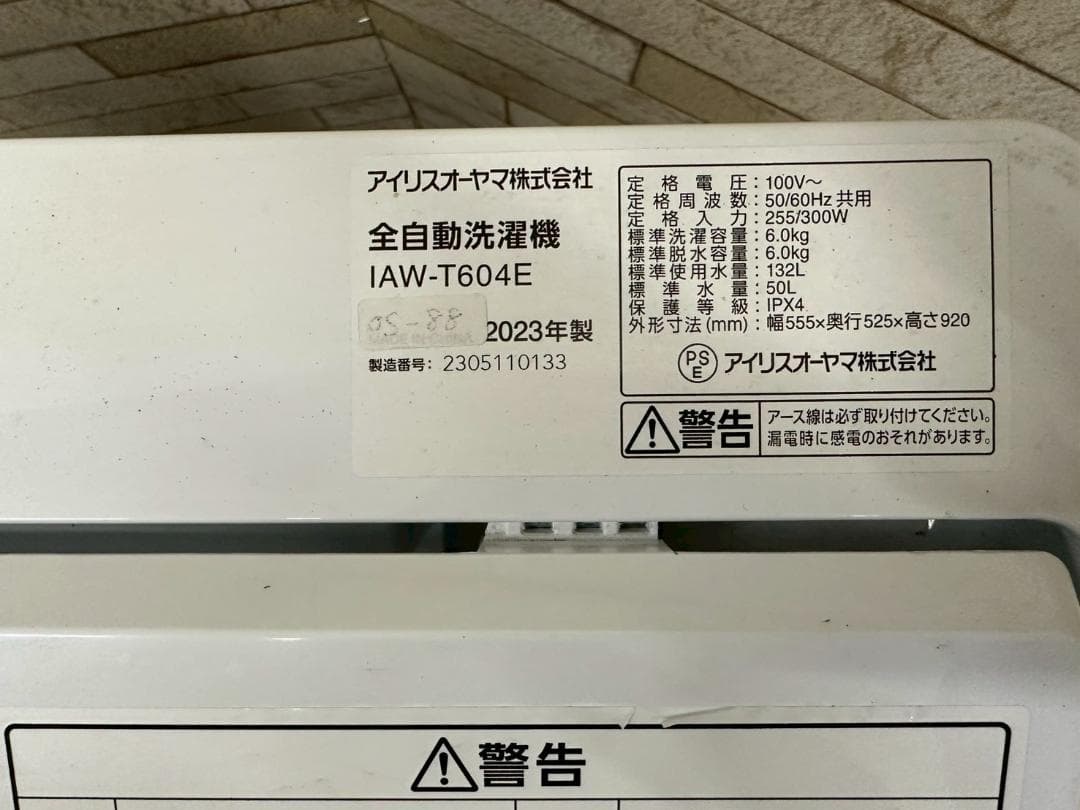 アイリスオーヤマ株式会社
全自動洗濯機
IAW-T604E
OS-88
MADE IN CHINA
2023年製
製造番号: 2305110133
定格電圧:100V～
定格周波数:50/60Hz 共用
定格入力:255/300W
標準洗濯容量:6.0kg
標準脱水容量:6.0kg
標準使用水量:132L
標準水量:50L
保護等級:IPX4
外形寸法(mm):幅555×奥行525×高さ920
PSE アイリスオーヤマ株式会社
警告
アース線は必ず取り付けてください。
漏電時に感電のおそれがあります。
警告